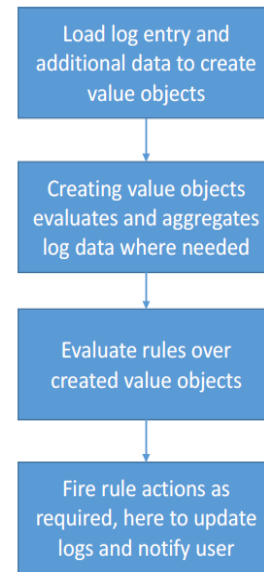 Load log entry and
additional data to create
value objects
Creating value objects
evaluates and aggregates
log data where needed
Evaluate rules over
created value objects
Fire rule actions as
required, here to update
logs and notify user